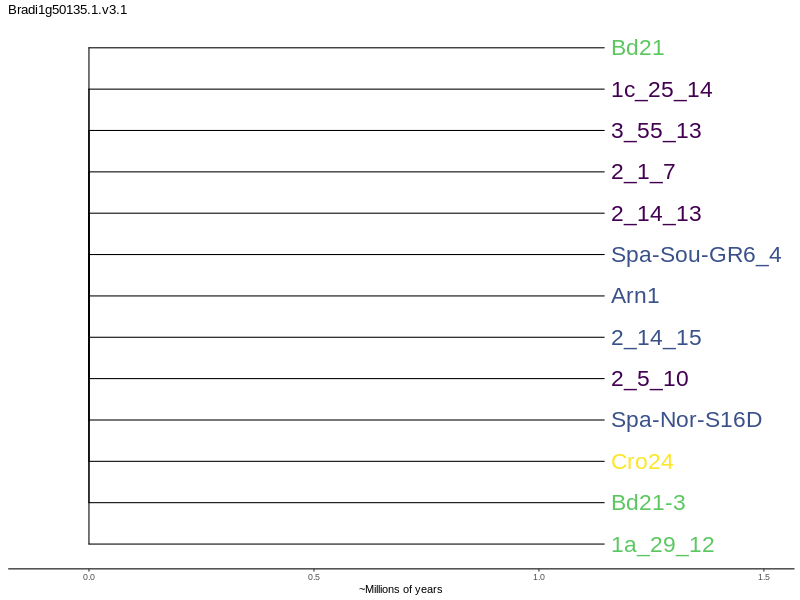 Bradi1g50135.1.v3.1
Bd21
1c_25_14
3_55_13
2_1_7
2_14_13
Spa-Sou-GR6_4
Arn1
2_14_15
2_5_10
Spa-Nor-S16D
Cro24
Bd21-3
1a_29_12
0.0 0.5 1.0 1.5
~Millions of years